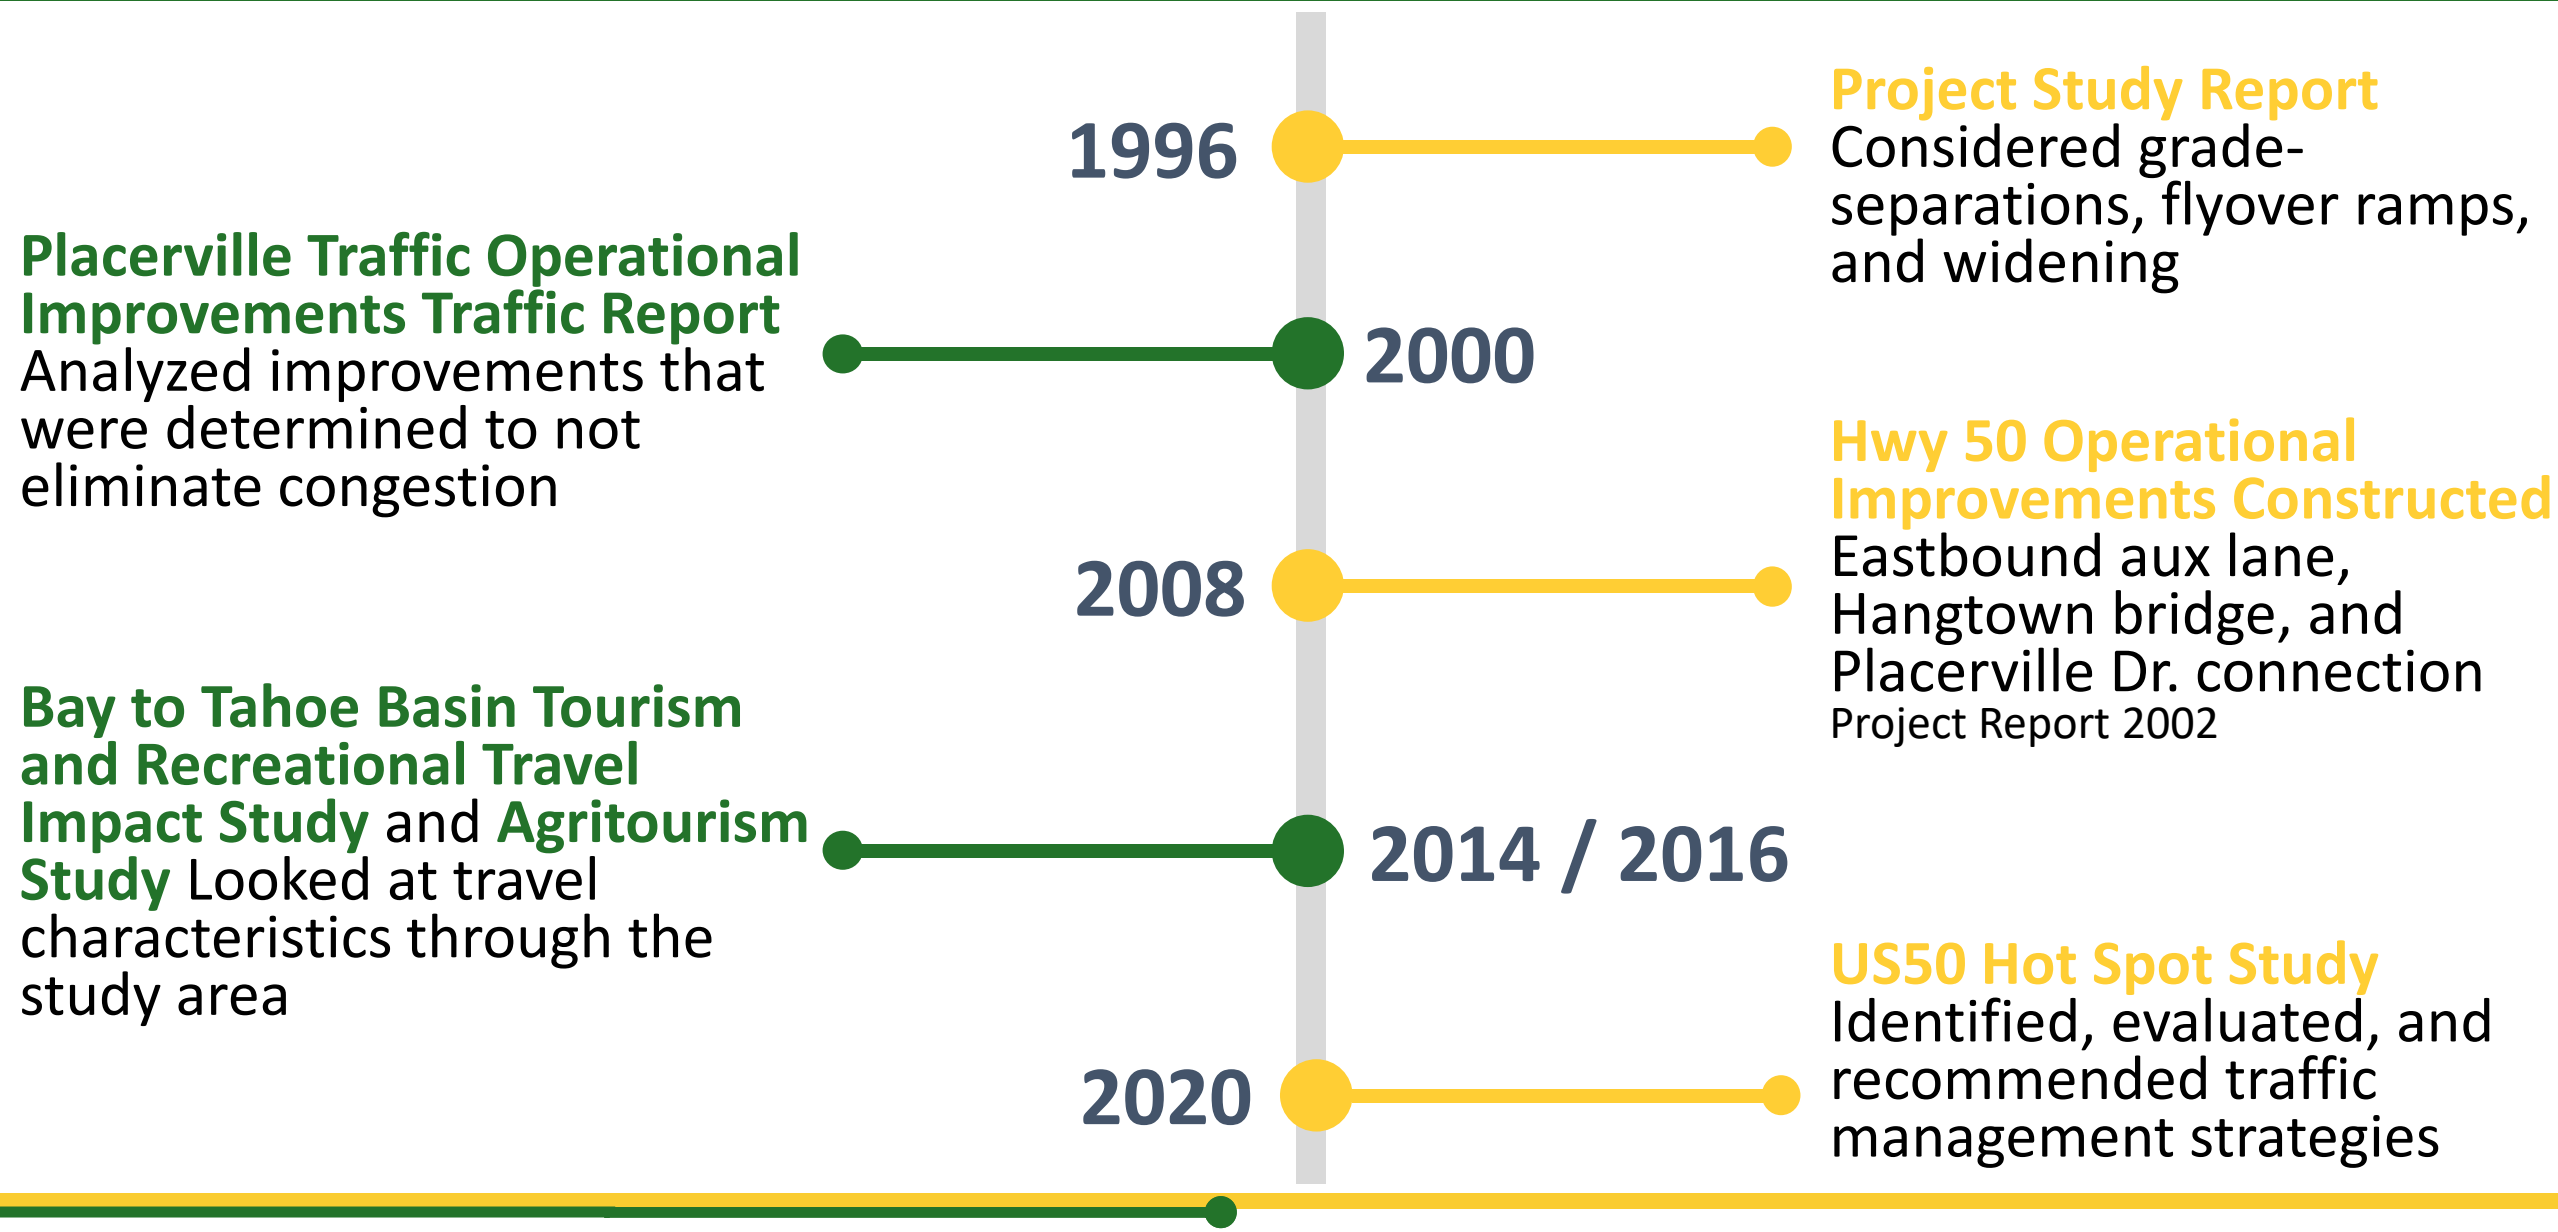 1996
Project Study Report
Considered grade-
separations, flyover ramps,
and widening
Placerville Traffic Operational
Improvements Traffic Report
Analyzed improvements that
were determined to not
eliminate congestion
2000
2008
Hwy 50 Operational
Improvements Constructed
Eastbound aux lane,
Hangtown bridge, and
Placerville Dr. connection
Project Report 2002
Bay to Tahoe Basin Tourism
and Recreational Travel
Impact Study and Agritourism
Study Looked at travel
characteristics through the
study area
2014 / 2016
2020
US50 Hot Spot Study
Identified, evaluated, and
recommended traffic
management strategies